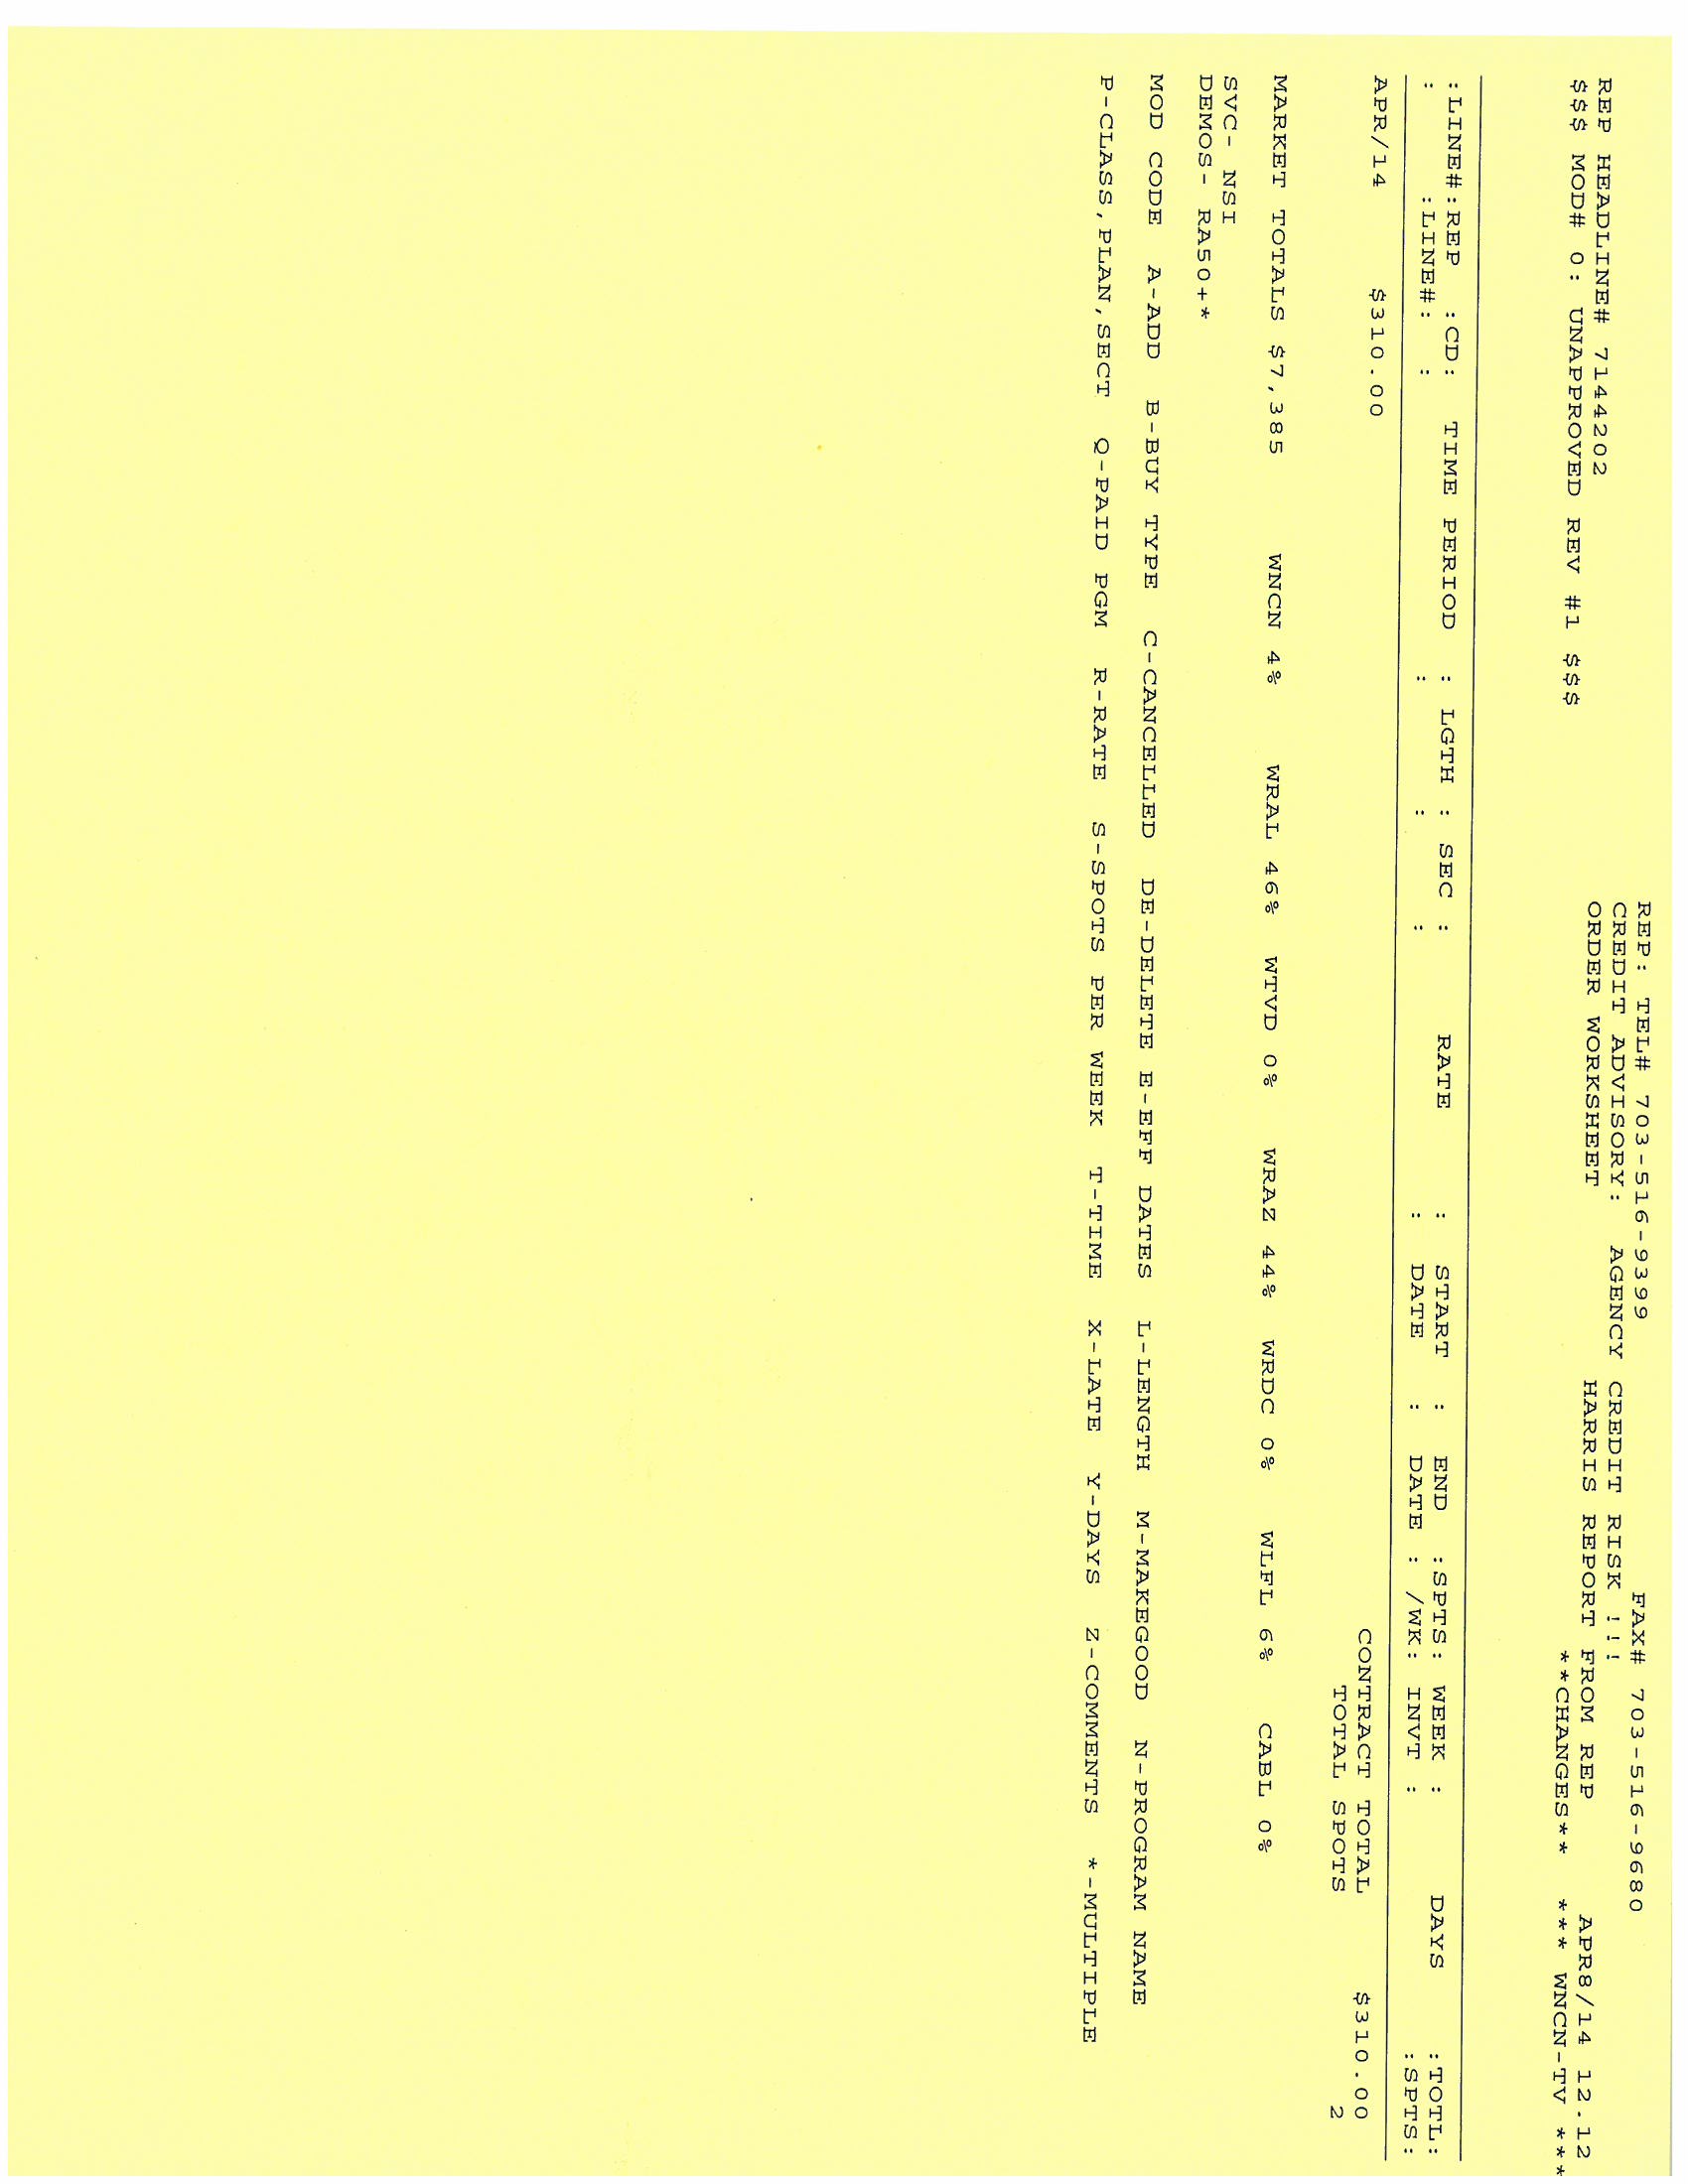 REP: TEL# 703-516-9399 FAX# 703-516-9680
CREDIT ADVISORY: AGENCY CREDIT RISK !!!
ORDER WORKSHEET HARRIS REPORT FROM REP APR8/14 12.12
REP HEADLINE# 7144202 **CHANGES** *** WNCN-TV ***
$$$ MOD# 0: UNAPPROVED REV #1 $$$
:LINE#:REP :CD: TIME PERIOD : LGTH : SEC : RATE : START : END :SPTS: WEEK : DAYS :TOTL:
: :LINE#: : : : : : DATE : DATE : /WK: INVT : :SPTS:
APR/14 $310.00 CONTRACT TOTAL $310.00
TOTAL SPOTS 2
MARKET TOTALS $7,385 WNCN 4% WRAL 46% WTVD 0% WRAZ 44% WRDC 0% WLFL 6% CABL 0%
SVC- NSI
DEMOS- RA50+*
MOD CODE A-ADD B-BUY TYPE C-CANCELLED DE-DELETE E-EFF DATES L-LENGTH M-MAKEGOOD N-PROGRAM NAME
P-CLASS,PLAN,SECT Q-PAID PGM R-RATE S-SPOTS PER WEEK T-TIME X-LATE Y-DAYS Z-COMMENTS *-MULTIPLE